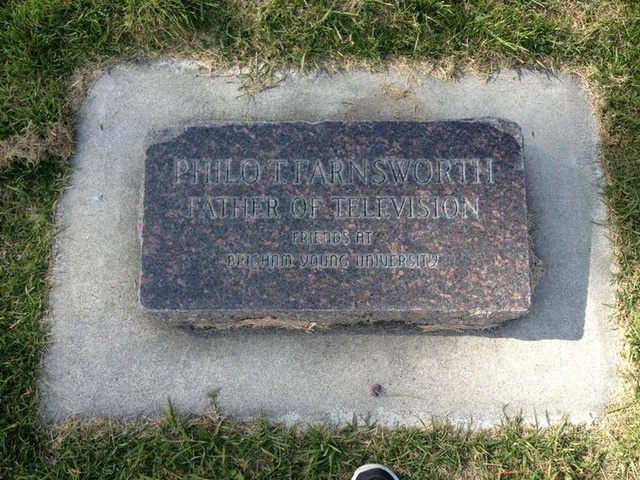 PHILO T. FARNSWORTH
FATHER OF TELEVISION
FRIENDS AT
BRIGHAM YOUNG UNIVERSITY